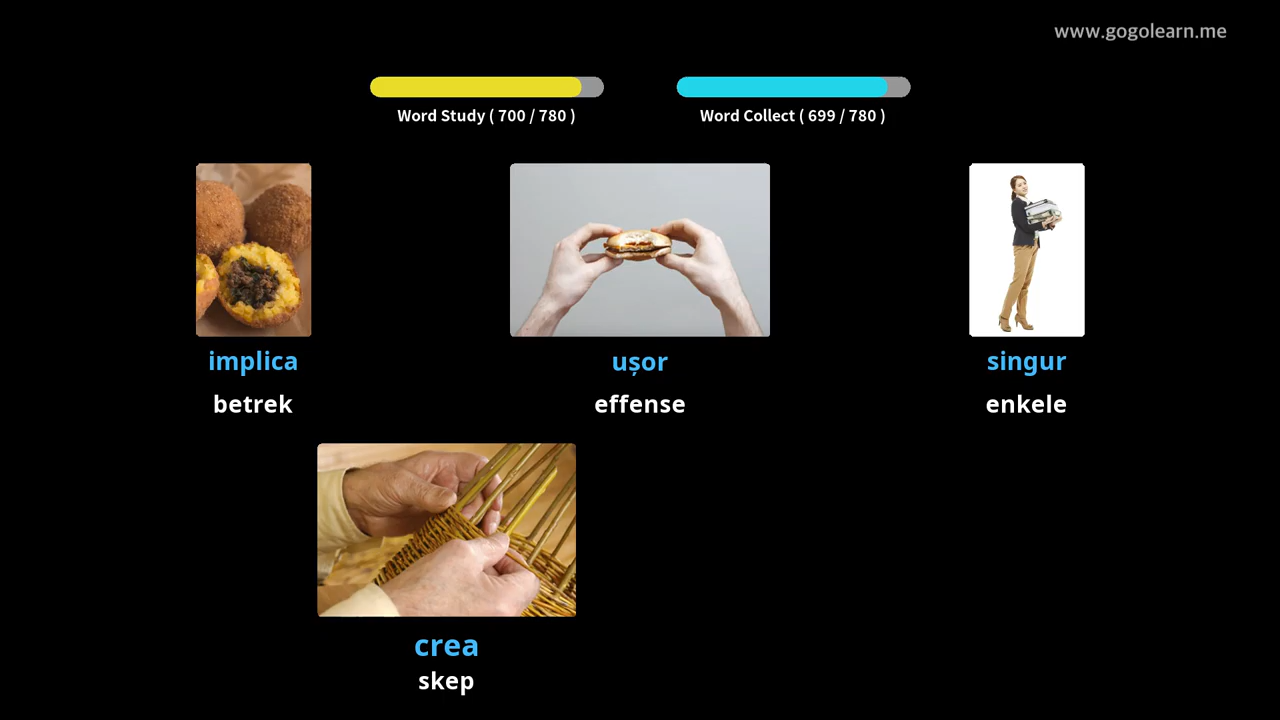 www.gogolearn.me
Word Study ( 700 / 780 )
Word Collect ( 699 / 780 )
implica
ușor
singur
betrek
effense
enkele
crea
skep